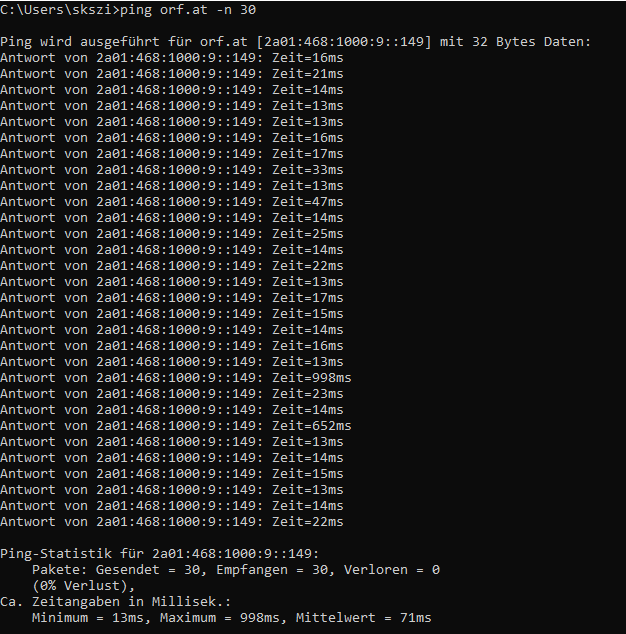 C:\Users\skszi>ping orf.at -n 30
Ping wird ausgeführt für orf.at [2a01:468:1000:9::149] mit 32 Bytes Daten:
Antwort von 2a01:468:1000:9::149: Zeit=16ms
Antwort von 2a01:468:1000:9::149: Zeit=21ms
Antwort von 2a01:468:1000:9::149: Zeit=14ms
Antwort von 2a01:468:1000:9::149: Zeit=13ms
Antwort von 2a01:468:1000:9::149: Zeit=13ms
Antwort von 2a01:468:1000:9::149: Zeit=16ms
Antwort von 2a01:468:1000:9::149: Zeit=17ms
Antwort von 2a01:468:1000:9::149: Zeit=33ms
Antwort von 2a01:468:1000:9::149: Zeit=13ms
Antwort von 2a01:468:1000:9::149: Zeit=47ms
Antwort von 2a01:468:1000:9::149: Zeit=14ms
Antwort von 2a01:468:1000:9::149: Zeit=25ms
Antwort von 2a01:468:1000:9::149: Zeit=14ms
Antwort von 2a01:468:1000:9::149: Zeit=22ms
Antwort von 2a01:468:1000:9::149: Zeit=13ms
Antwort von 2a01:468:1000:9::149: Zeit=17ms
Antwort von 2a01:468:1000:9::149: Zeit=15ms
Antwort von 2a01:468:1000:9::149: Zeit=14ms
Antwort von 2a01:468:1000:9::149: Zeit=16ms
Antwort von 2a01:468:1000:9::149: Zeit=13ms
Antwort von 2a01:468:1000:9::149: Zeit=998ms
Antwort von 2a01:468:1000:9::149: Zeit=23ms
Antwort von 2a01:468:1000:9::149: Zeit=14ms
Antwort von 2a01:468:1000:9::149: Zeit=652ms
Antwort von 2a01:468:1000:9::149: Zeit=13ms
Antwort von 2a01:468:1000:9::149: Zeit=14ms
Antwort von 2a01:468:1000:9::149: Zeit=15ms
Antwort von 2a01:468:1000:9::149: Zeit=13ms
Antwort von 2a01:468:1000:9::149: Zeit=14ms
Antwort von 2a01:468:1000:9::149: Zeit=22ms
Ping-Statistik für 2a01:468:1000:9::149:
Pakete: Gesendet = 30, Empfangen = 30, Verloren = 0
(0% Verlust),
Ca. Zeitangaben in Millisek.:
Minimum = 13ms, Maximum = 998ms, Mittelwert = 71ms